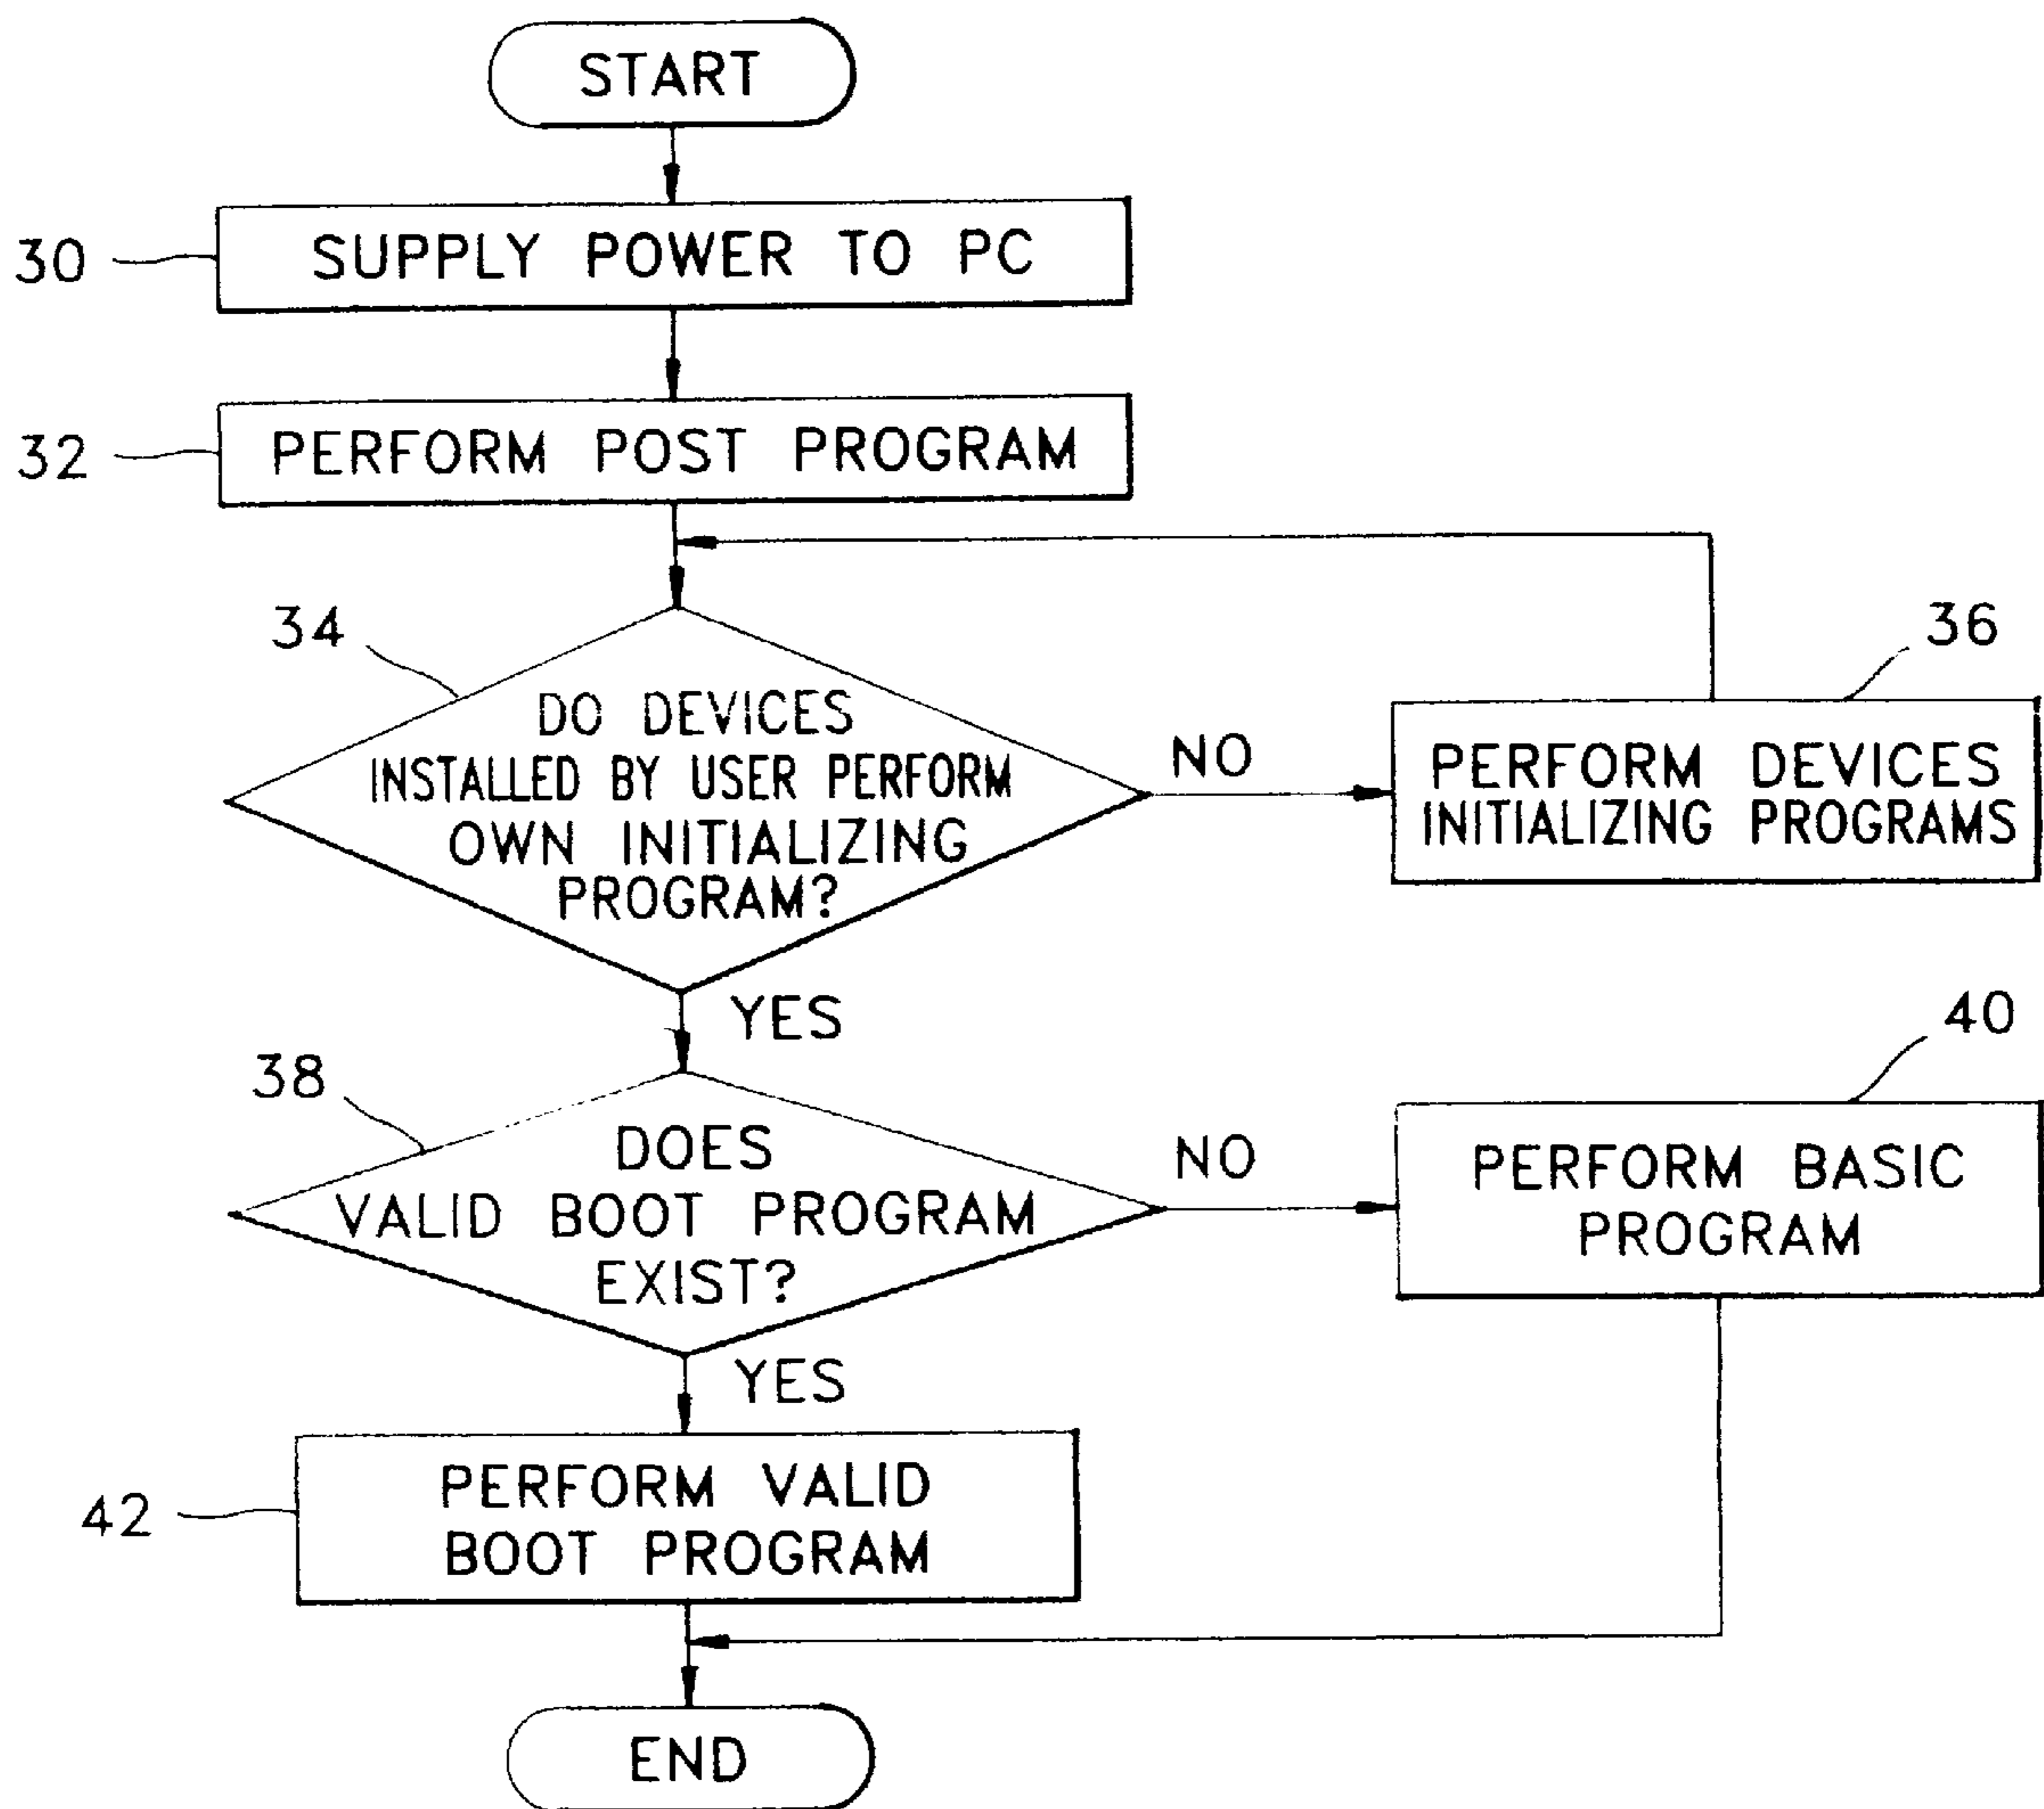 START
30
SUPPLY POWER TO PC
32
PERFORM POST PROGRAM
34
DO DEVICES
INSTALLED BY USER PERFORM
OWN INITIALIZING
PROGRAM?
NO
36
PERFORM DEVICES
INITIALIZING PROGRAMS
YES
38
DOES
VALID BOOT PROGRAM
EXIST?
NO
40
PERFORM BASIC
PROGRAM
YES
42
PERFORM VALID
BOOT PROGRAM
END